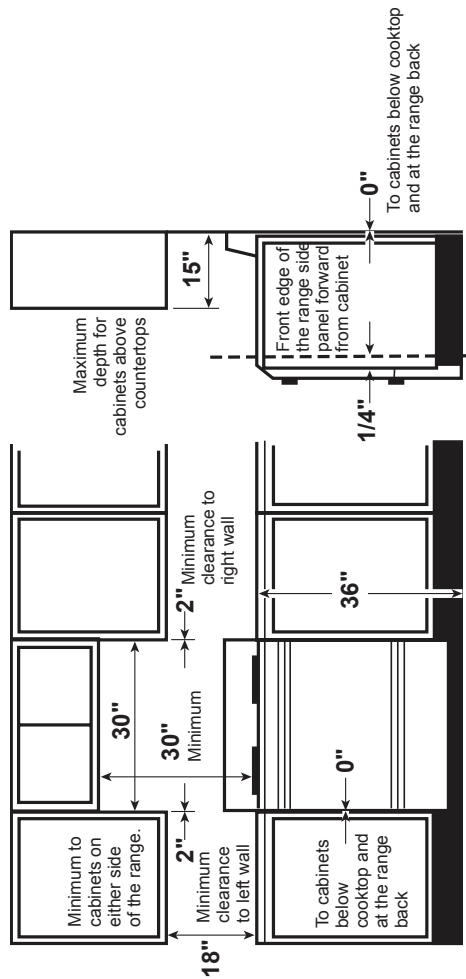 Minimum to
cabinets on
either side
of the range.
18"
2"
Minimum
clearance
to left wall
30"
30"
Minimum
2" Minimum
clearance to
right wall
36"
0"
To cabinets
below
cooktop and
at the range
back
Maximum
depth for
cabinets above
countertops
15"
Front edge of
the range side
panel forward
from cabinet
1/4"
0"
To cabinets below cooktop
and at the range back